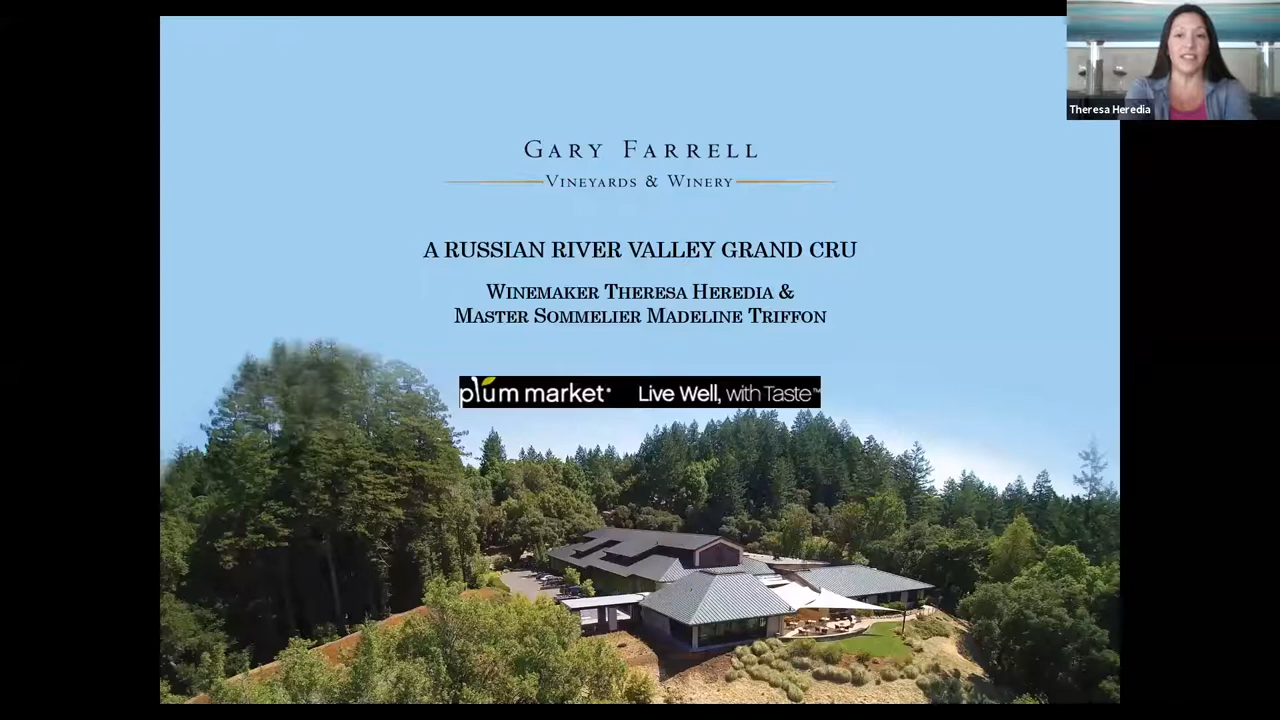 GARY FARRELL
VINEYARDS & WINERY
A RUSSIAN RIVER VALLEY GRAND CRU
WINEMAKER THERESA HEREDIA &
MASTER SOMMELIER MADELINE TRIFFON
plum market® Live Well, with Taste™
Theresa Heredia